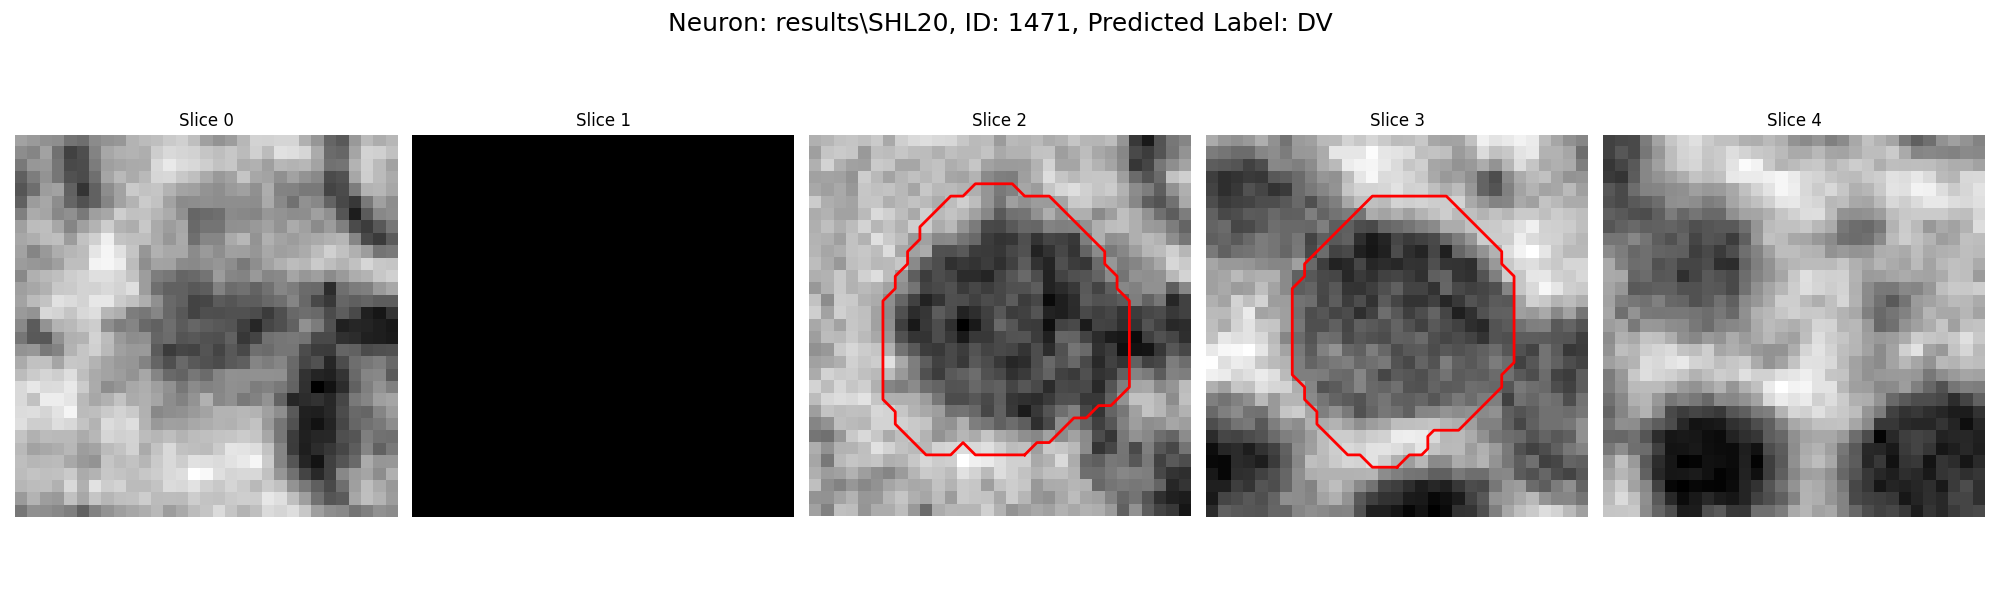 Neuron: results\SHL20, ID: 1471, Predicted Label: DV
Slice 0
Slice 1
Slice 2
Slice 3
Slice 4